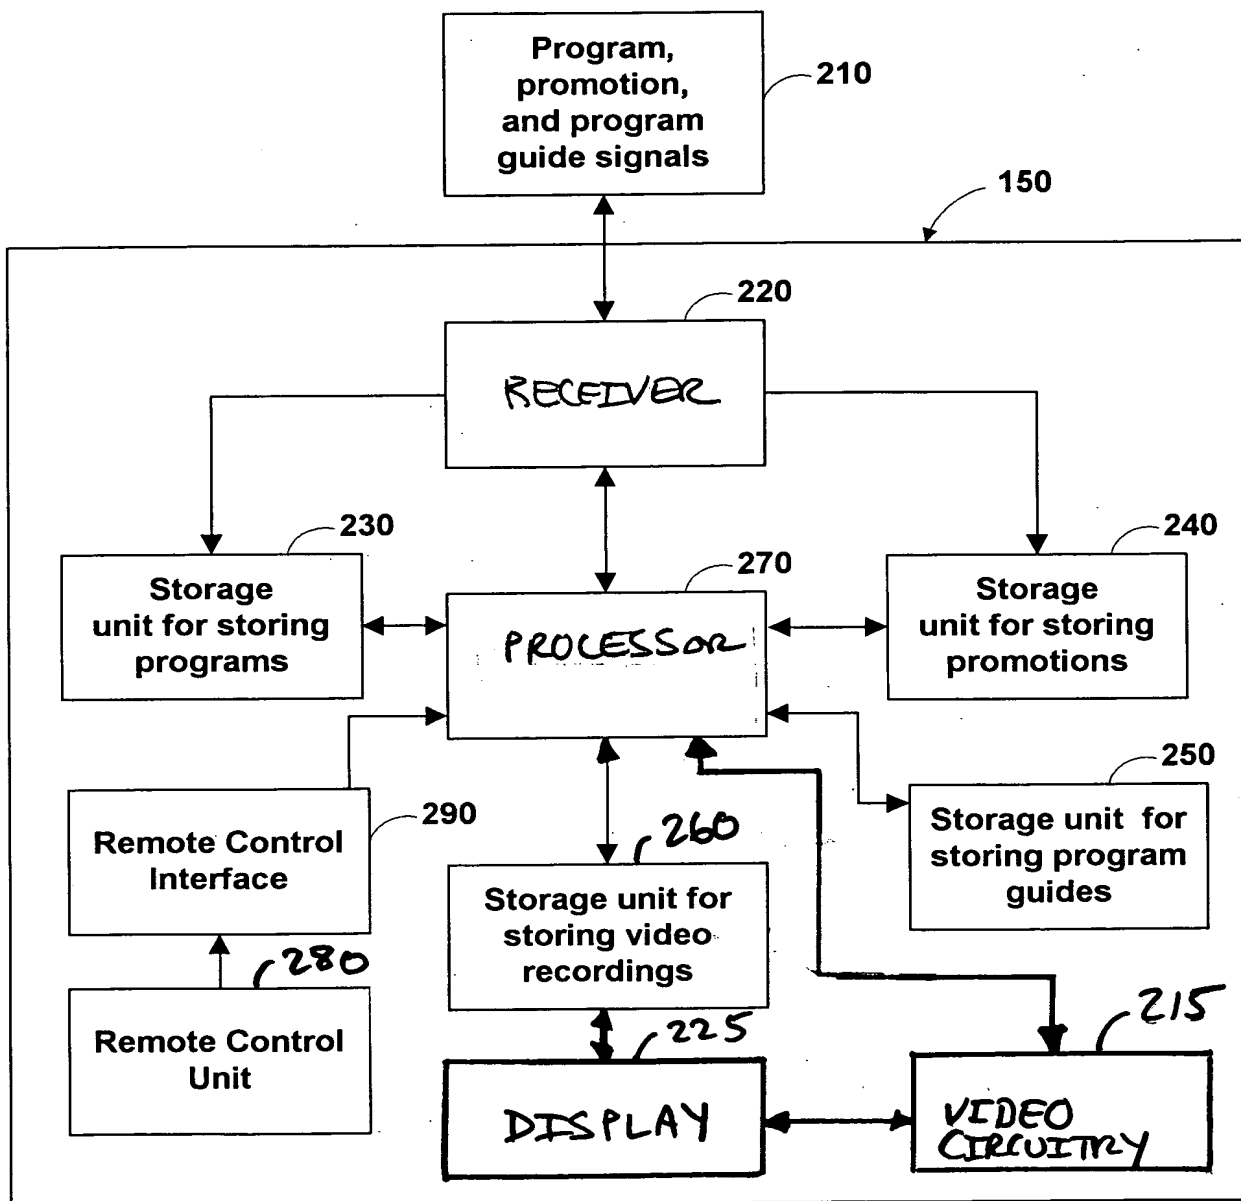 Program,
promotion,
and program
guide signals
210
150
220
RECEIVER
230
Storage
unit for storing
programs
270
PROCESSOR
240
Storage
unit for storing
promotions
290
Remote Control
Interface
260
Storage unit for
storing video
recordings
250
Storage unit for
storing program
guides
280
Remote Control
Unit
225
DISPLAY
215
VIDEO
CIRCUITRY